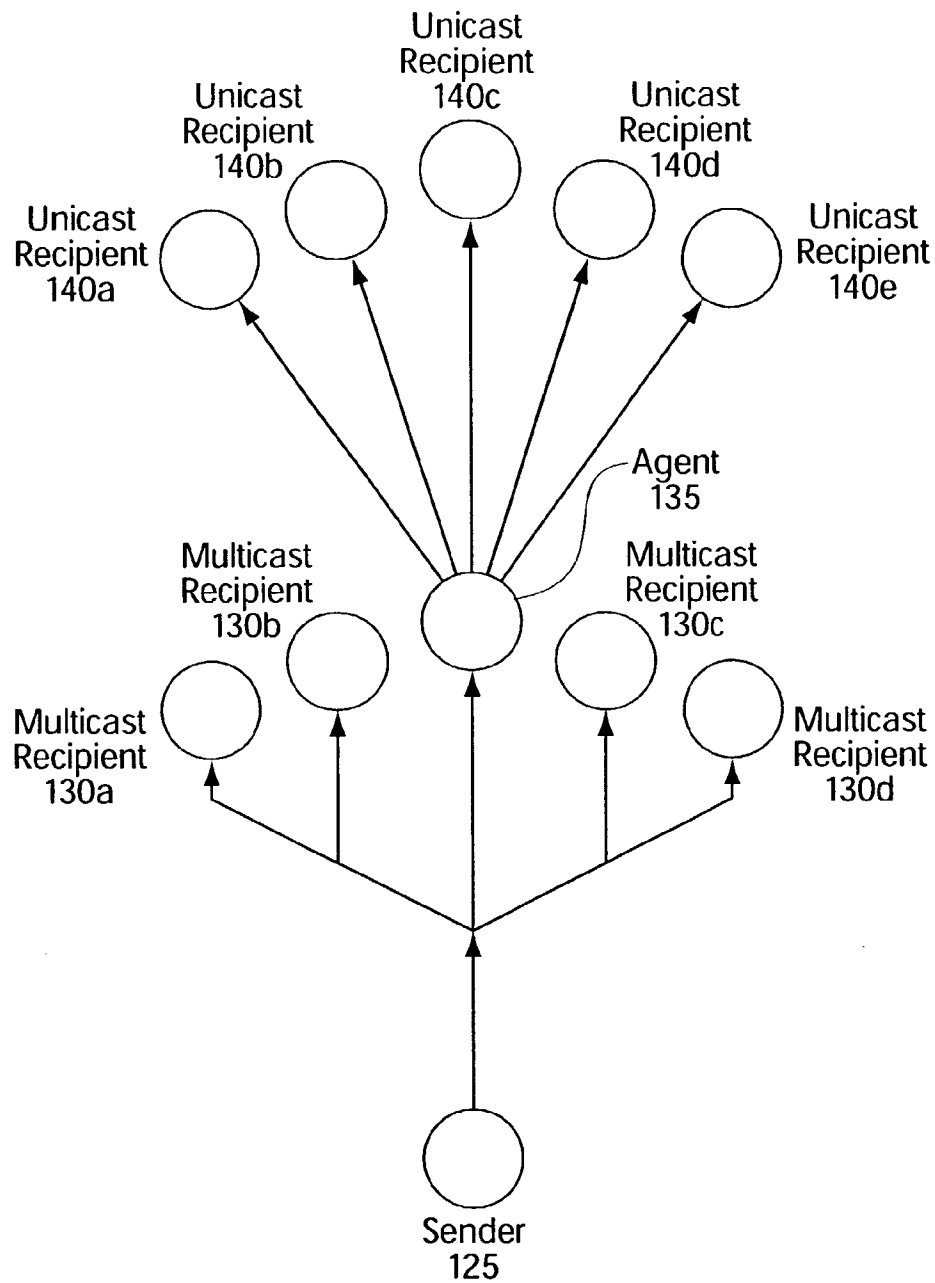 Unicast
Recipient
140c
Unicast
Recipient
140b
Unicast
Recipient
140d
Unicast
Recipient
140a
Unicast
Recipient
140e
Agent
135
Multicast
Recipient
130b
Multicast
Recipient
130c
Multicast
Recipient
130a
Multicast
Recipient
130d
Sender
125